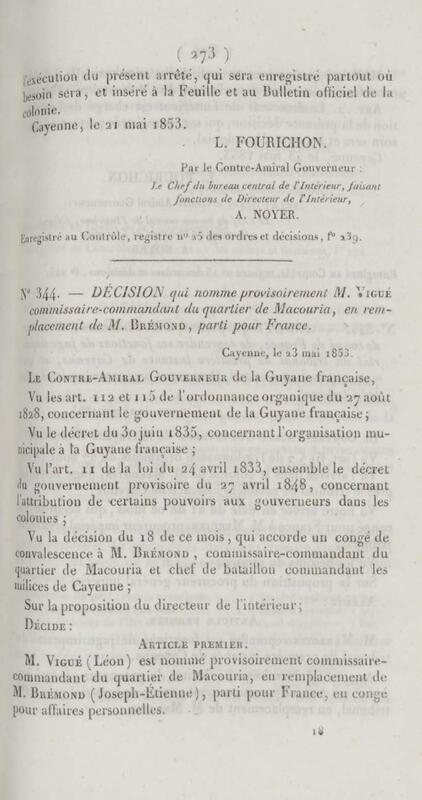 ( 273 )
l'exécution du présent arrêté, qui sera enregistré partout où
besoin sera, et inséré à la Feuille et au Bulletin officiel de la
colonie.
Cayenne, le 21 mai 1853.
L. FOURICHON.
Par le Contre-Amiral Gouverneur :
Le Chef du bureau central de l'Intérieur, faisant
fonctions de Directeur de l'Intérieur,
A. NOYER.
Enregistré au Contrôle, registre nº 25 des ordres et décisions, fº 239.
Nº 344. — DÉCISION qui nomme provisoirement M. VIGUÉ
commissaire-commandant du quartier de Macouria, en rem-
placement de M. BRÉMOND, parti pour France.
Cayenne, le 23 mai 1853.
LE CONTRE-AMIRAL GOUVERNEUR de la Guyane française,
Vu les art. 112 et 115 de l'ordonnance organique du 27 août
1828, concernant le gouvernement de la Guyane française ;
Vu le décret du 30 juin 1835, concernant l'organisation mu-
nicipale à la Guyane française ;
Vu l'art. 11 de la loi du 24 avril 1833, ensemble le décret
du gouvernement provisoire du 27 avril 1848, concernant
l'attribution de certains pouvoirs aux gouverneurs dans les
colonies ;
Vu la décision du 18 de ce mois, qui accorde un congé de
convalescence à M. BRÉMOND, commissaire-commandant du
quartier de Macouria et chef de bataillon commandant les
milices de Cayenne ;
Sur la proposition du directeur de l'intérieur;
DÉCIDE :
ARTICLE PREMIER.
M. VIGUÉ (Léon) est nommé provisoirement commissaire-
commandant du quartier de Macouria, en remplacement de
M. BRÉMOND (Joseph-Étienne), parti pour France, en congé
pour affaires personnelles.
18